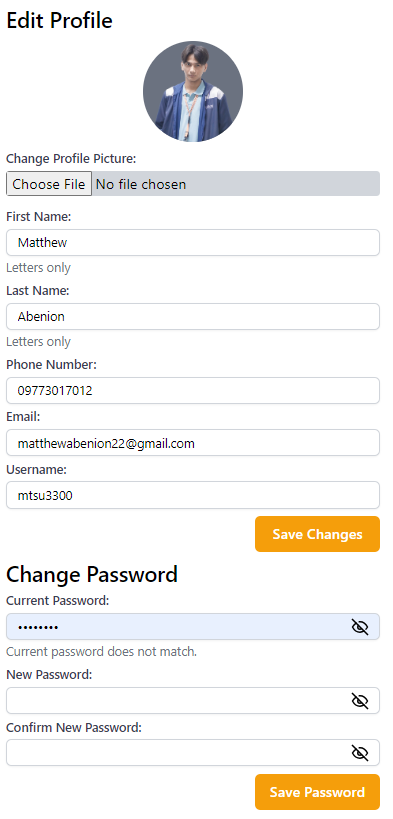 Edit Profile
Change Profile Picture:
Choose File No file chosen
First Name:
Matthew
Letters only
Last Name:
Abenion
Letters only
Phone Number:
09773017012
Email:
matthewabenion22@gmail.com
Username:
mtsu3300
Save Changes
Change Password
Current Password:
••••••••
Current password does not match.
New Password:
Confirm New Password:
Save Password